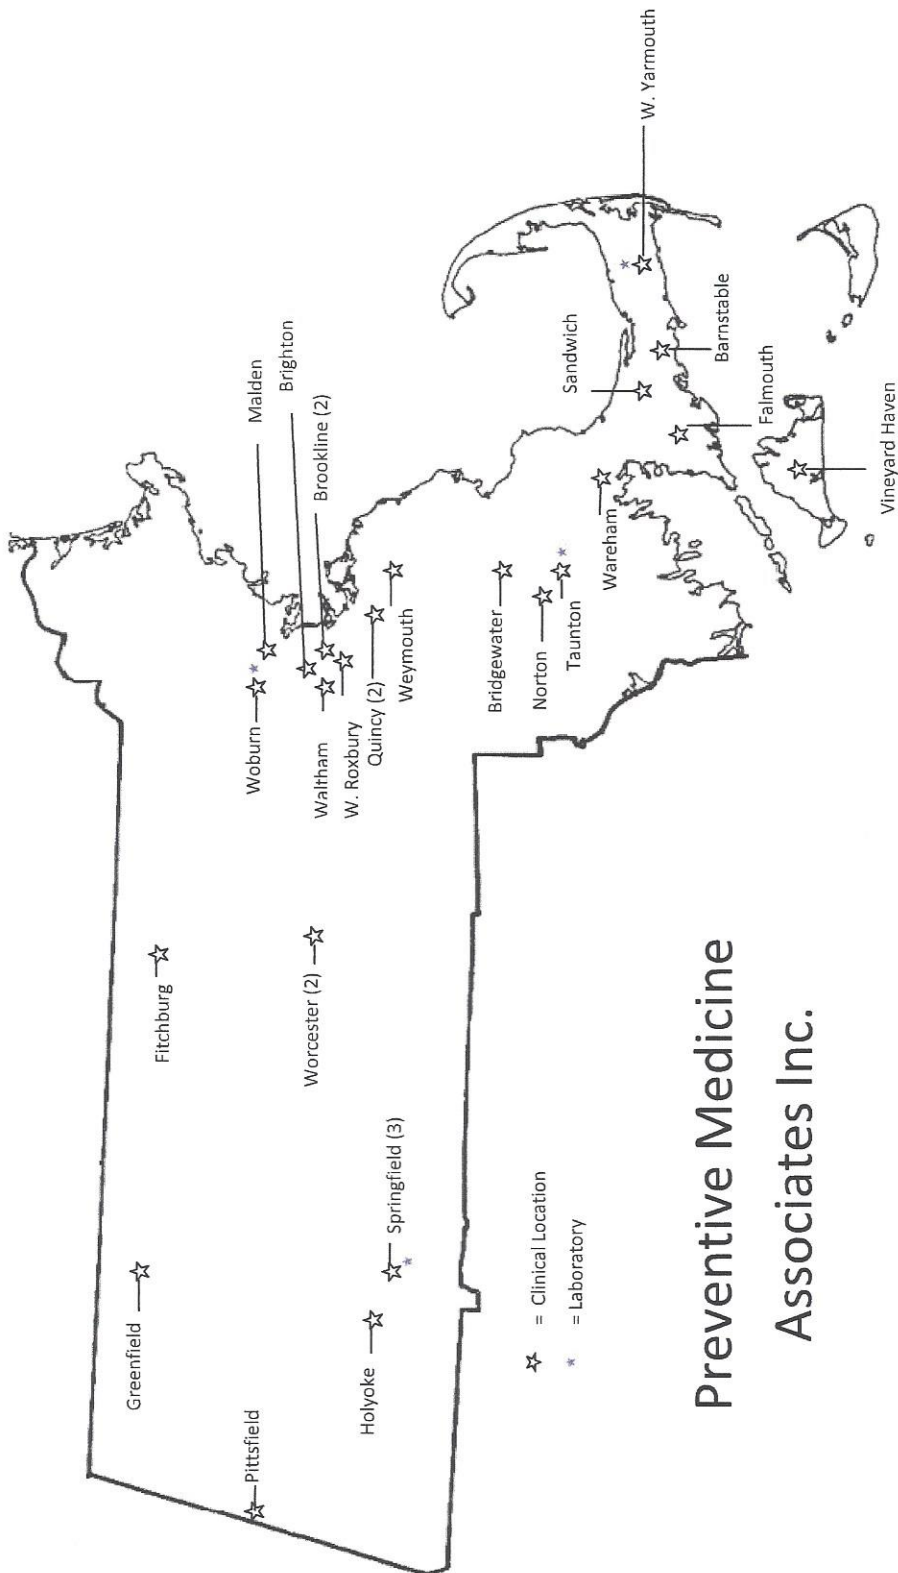 Malden
Brighton
Brookline (2)
Woburn
Waltham
W. Roxbury
Quincy (2)
Weymouth
Fitchburg
Worcester (2)
Greenfield
Pittsfield
Holyoke
Springfield (3)
Bridgewater
Norton
Taunton
Wareham
Sandwich
W. Yarmouth
Barnstable
Falmouth
Vineyard Haven
= Clinical Location
= Laboratory
Preventive Medicine
Associates Inc.